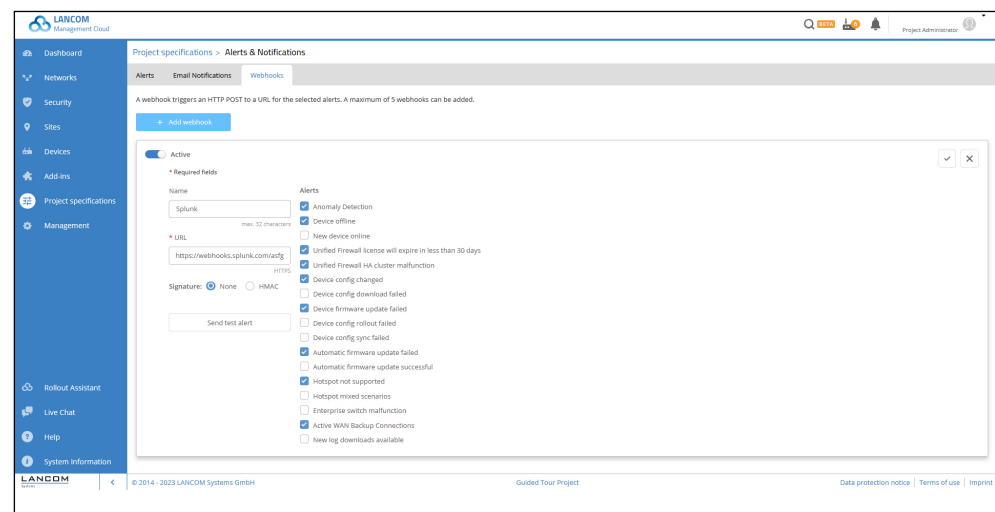 LANCOM
Management Cloud
BETA
6
Project Administrator
Dashboard
Networks
Security
Sites
Devices
Add-ins
Project specifications
Management
Rollout Assistant
Live Chat
Help
System Information
Project specifications > Alerts & Notifications
Alerts Email Notifications Webhooks
A webhook triggers an HTTP POST to a URL for the selected alerts. A maximum of 5 webhooks can be added.
+ Add webhook
Active
* Required fields
Name
Splunk
max. 32 characters
* URL
https://webhooks.splunk.com/asfg
HTTPS
Signature: None HMAC
Send test alert
Alerts
Anomaly Detection
Device offline
New device online
Unified Firewall license will expire in less than 30 days
Unified Firewall HA cluster malfunction
Device config changed
Device config download failed
Device firmware update failed
Device config rollout failed
Device config sync failed
Automatic firmware update failed
Automatic firmware update successful
Hotspot not supported
Hotspot mixed scenarios
Enterprise switch malfunction
Active WAN Backup Connections
New log downloads available
LANCOM
© 2014 - 2023 LANCOM Systems GmbH
Guided Tour Project
Data protection notice | Terms of use | Imprint